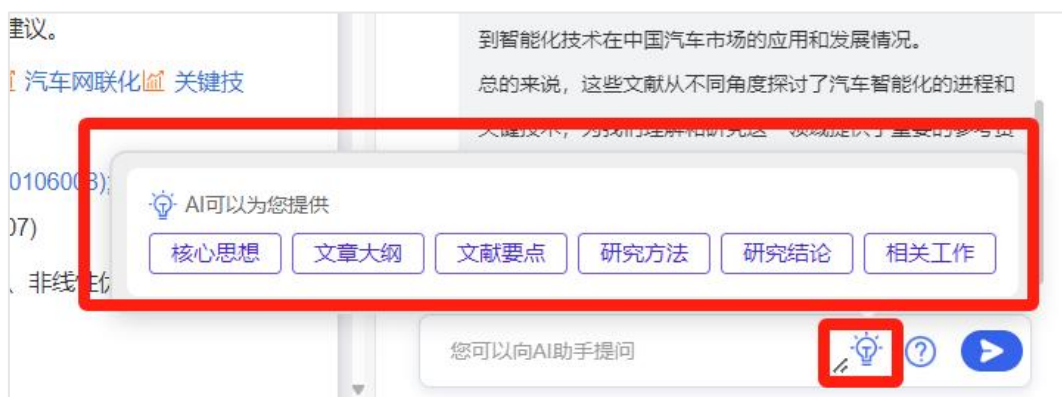 建议。
汽车网联化 关键技
0106003);
07)
、非线性优
到智能化技术在中国汽车市场的应用和发展情况。
总的来说，这些文献从不同角度探讨了汽车智能化的进程和
AI可以为您提供
核心思想 文章大纲 文献要点 研究方法 研究结论 相关工作
您可以向AI助手提问